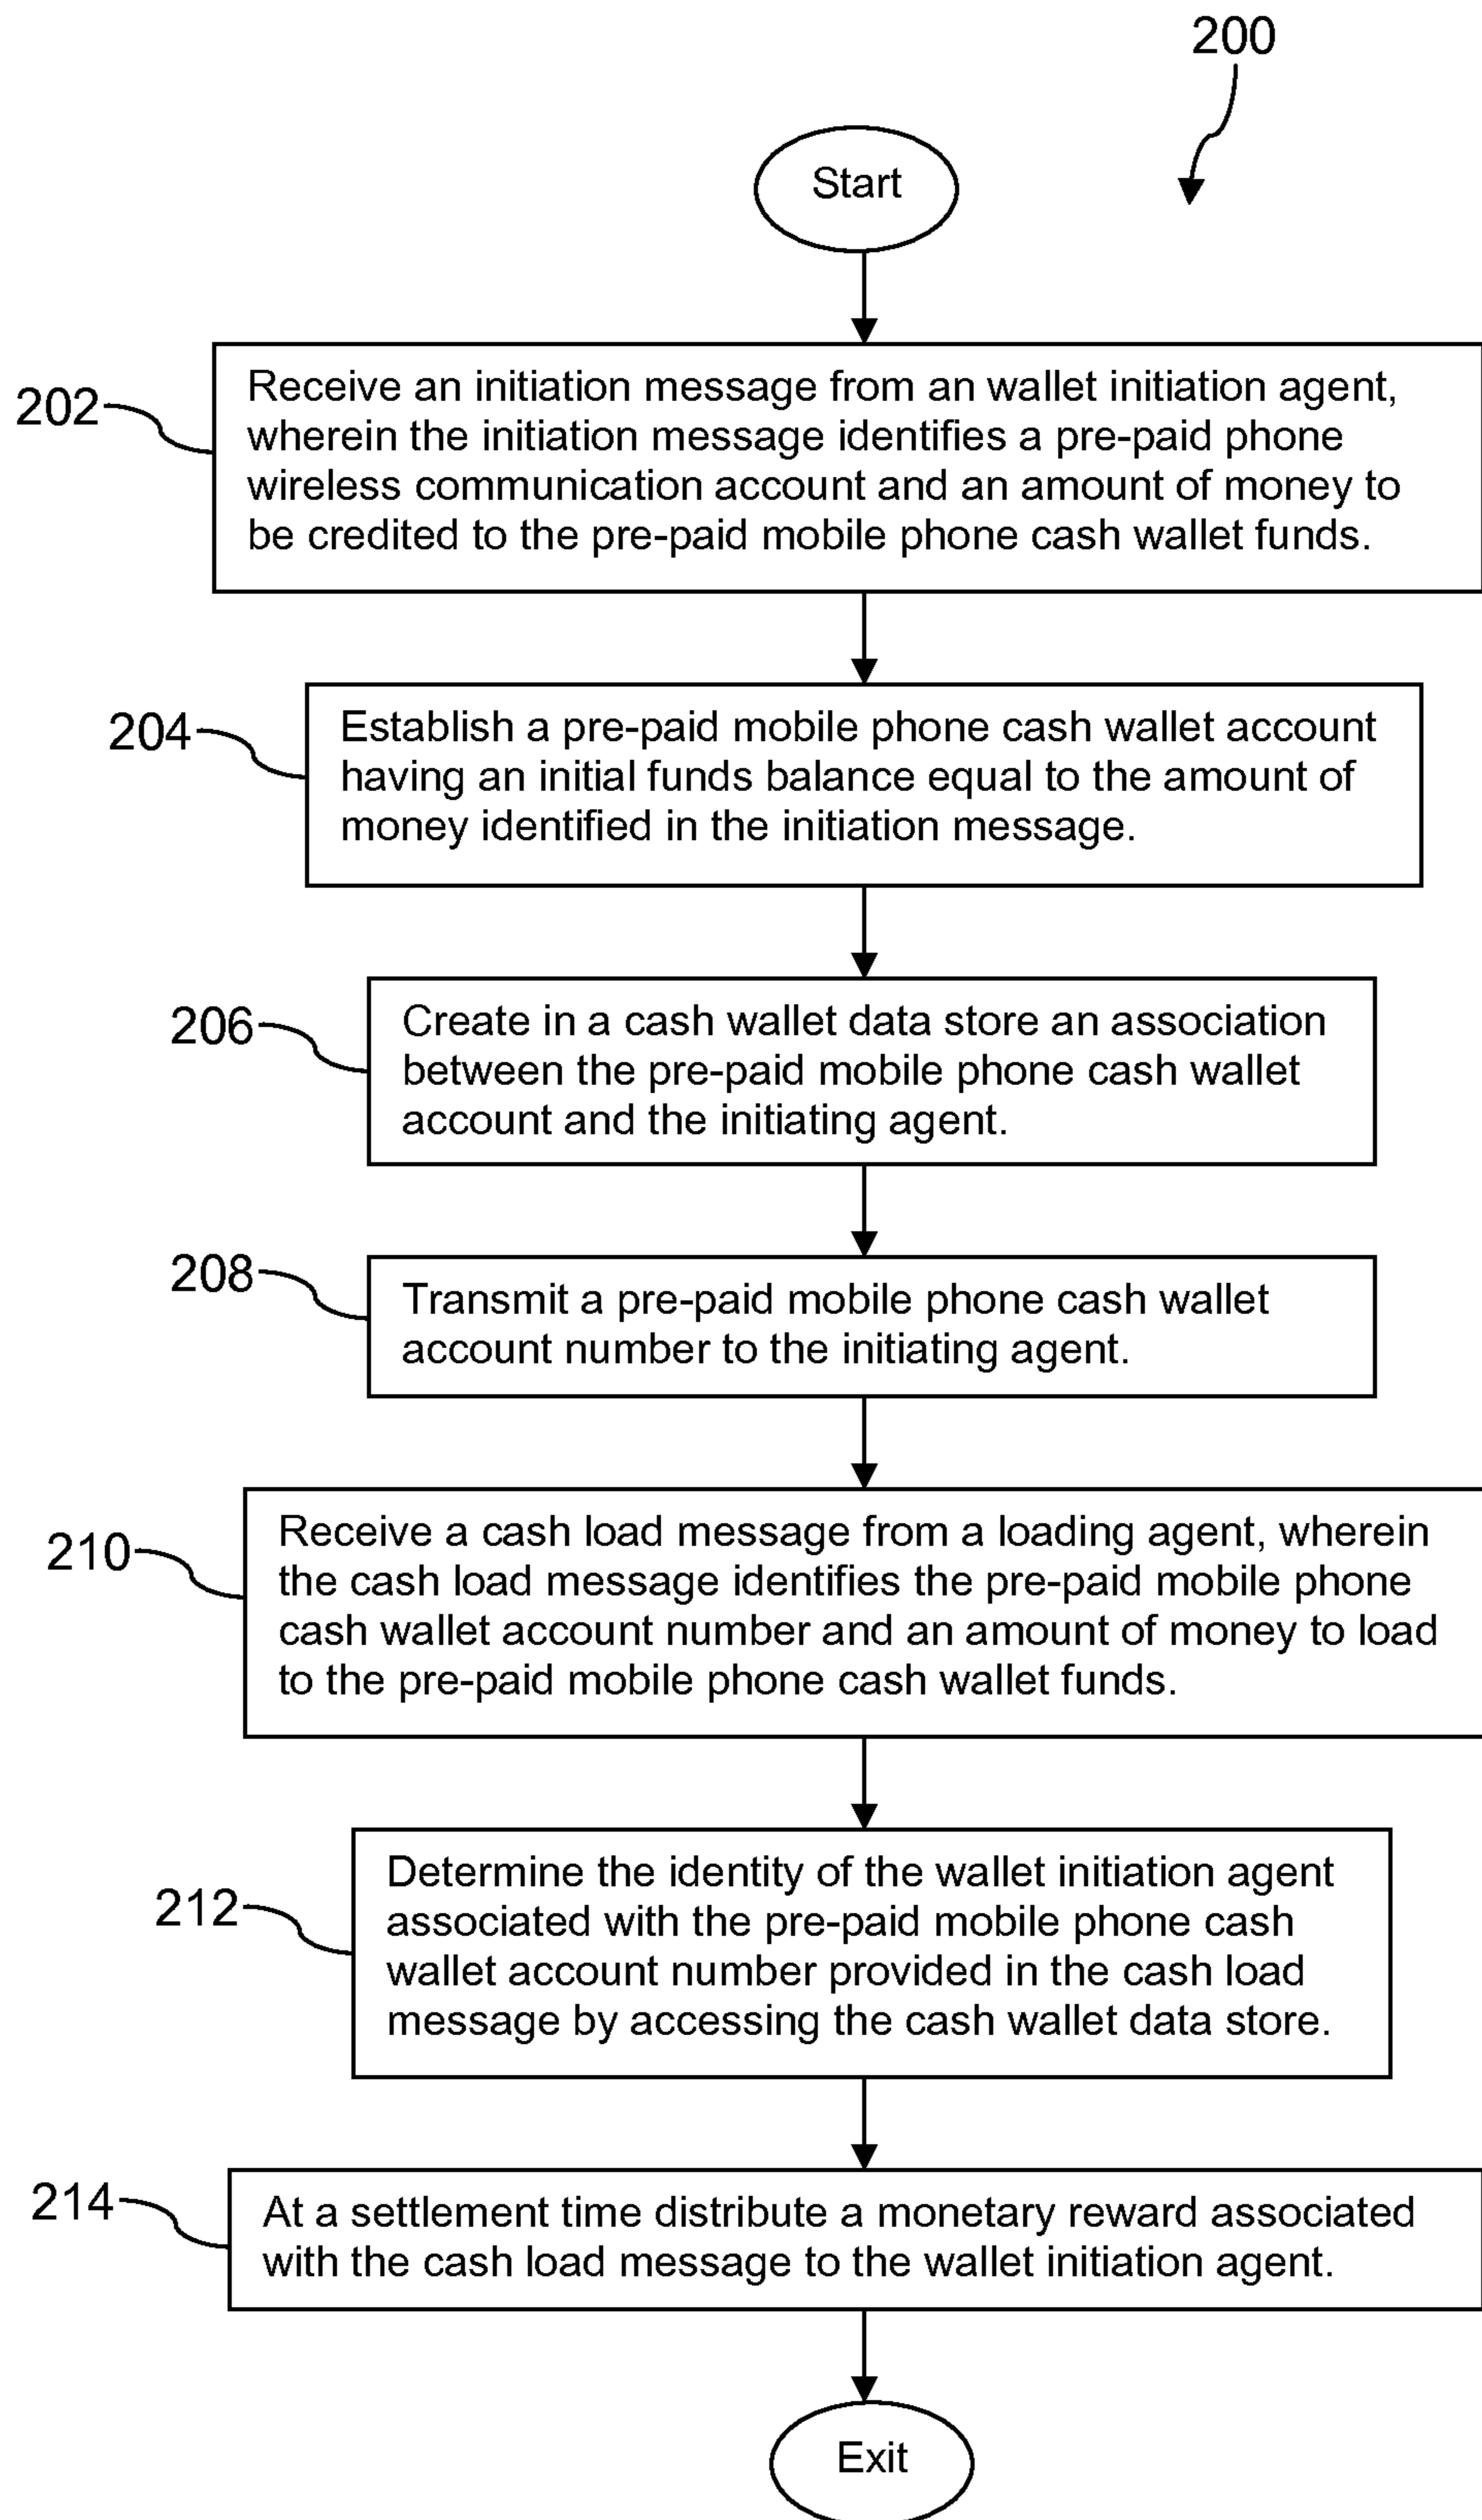 200
Start
202
Receive an initiation message from an wallet initiation agent,
wherein the initiation message identifies a pre-paid phone
wireless communication account and an amount of money to
be credited to the pre-paid mobile phone cash wallet funds.
204
Establish a pre-paid mobile phone cash wallet account
having an initial funds balance equal to the amount of
money identified in the initiation message.
206
Create in a cash wallet data store an association
between the pre-paid mobile phone cash wallet
account and the initiating agent.
208
Transmit a pre-paid mobile phone cash wallet
account number to the initiating agent.
210
Receive a cash load message from a loading agent, wherein
the cash load message identifies the pre-paid mobile phone
cash wallet account number and an amount of money to load
to the pre-paid mobile phone cash wallet funds.
212
Determine the identity of the wallet initiation agent
associated with the pre-paid mobile phone cash
wallet account number provided in the cash load
message by accessing the cash wallet data store.
214
At a settlement time distribute a monetary reward associated
with the cash load message to the wallet initiation agent.
Exit